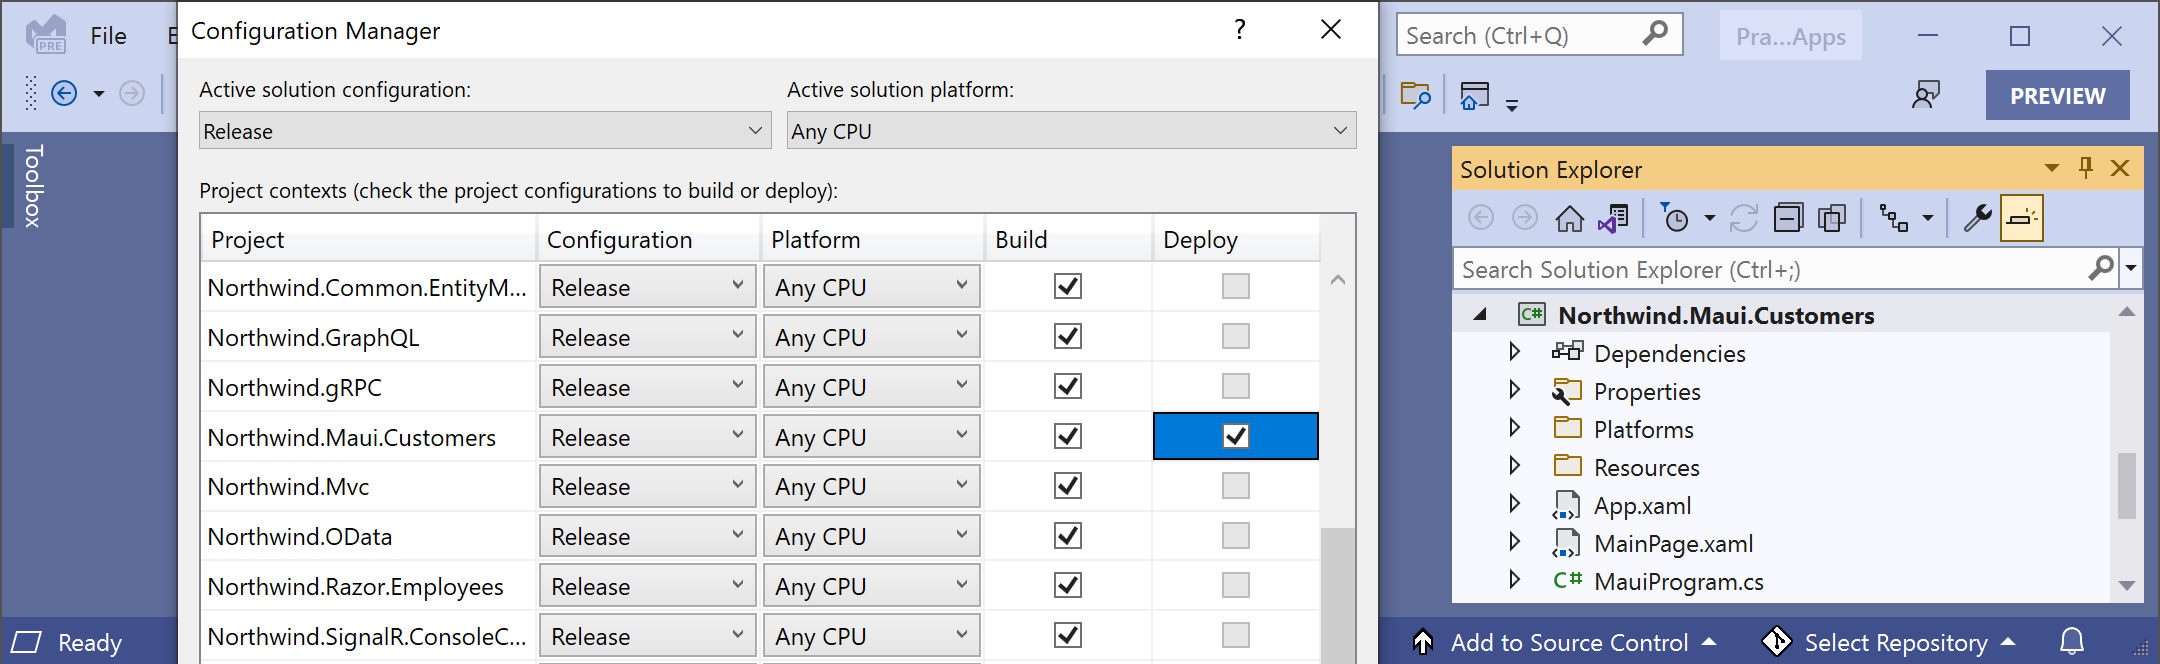 PRE
File
Configuration Manager
?
Search (Ctrl+Q)
Pra...Apps
PREVIEW
Toolbox
Active solution configuration:
Active solution platform:
Release
Any CPU
Project contexts (check the project configurations to build or deploy):
Project Configuration Platform Build Deploy
Northwind.Common.EntityM... Release Any CPU
Northwind.GraphQL Release Any CPU
Northwind.gRPC Release Any CPU
Northwind.Maui.Customers Release Any CPU
Northwind.Mvc Release Any CPU
Northwind.OData Release Any CPU
Northwind.Razor.Employees Release Any CPU
Northwind.SignalR.ConsoleC... Release Any CPU
Solution Explorer
Search Solution Explorer (Ctrl+;)
C# Northwind.Maui.Customers
Dependencies
Properties
Platforms
Resources
App.xaml
MainPage.xaml
C# MauiProgram.cs
Ready
Add to Source Control
Select Repository